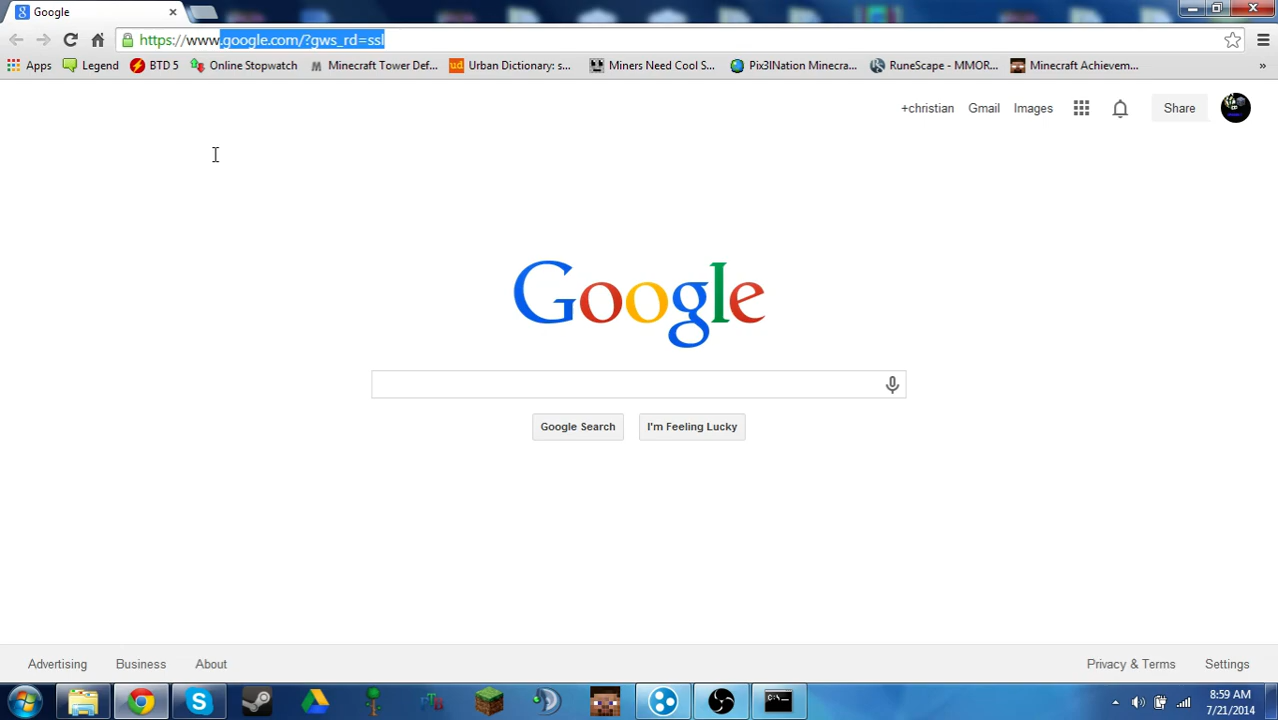 Google
https://www.google.com/?gws_rd=ssl
Apps Legend BTD 5 Online Stopwatch Minecraft Tower Def... Urban Dictionary: s... Miners Need Cool S... Pix3lNation Minecra... RuneScape - MMOR... Minecraft Achievem... »
+christian Gmail Images Share
Google
Google Search I'm Feeling Lucky
Advertising Business About Privacy & Terms Settings
8:59 AM
7/21/2014